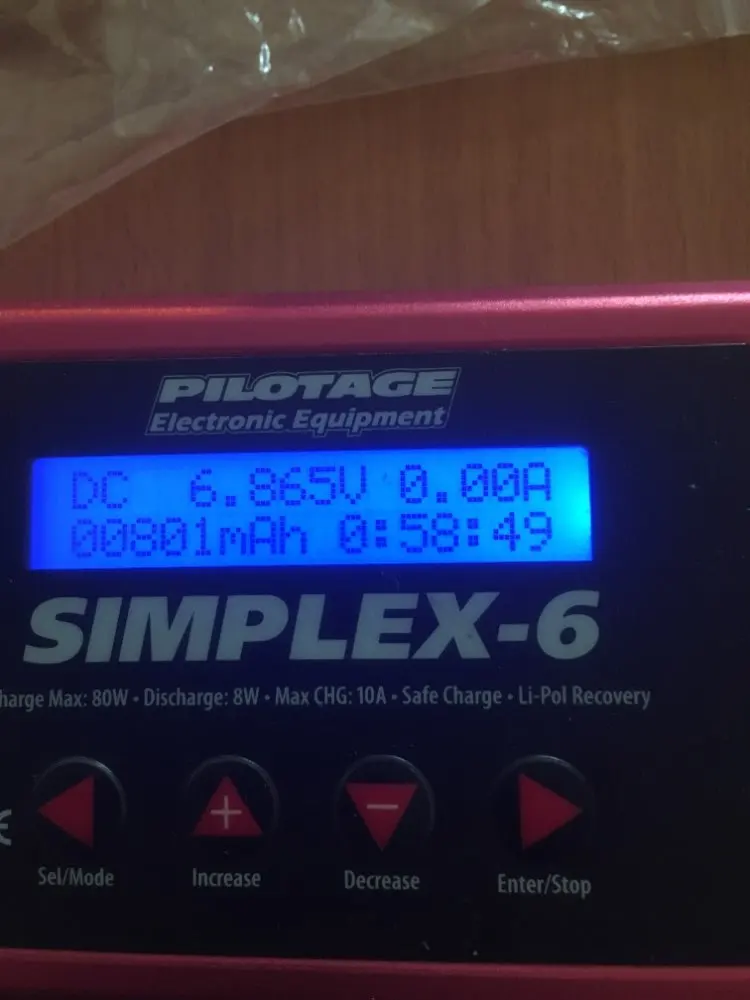 PILOTAGE
Electronic Equipment
DC 6.865V 0.00A
00801mAh 0:58:49
SIMPLEX-6
Max: 80W • Discharge: 8W • Max CHG: 10A • Safe Charge • Li-Pol Recovery
+ −
Sel/Mode Increase Decrease Enter/Stop